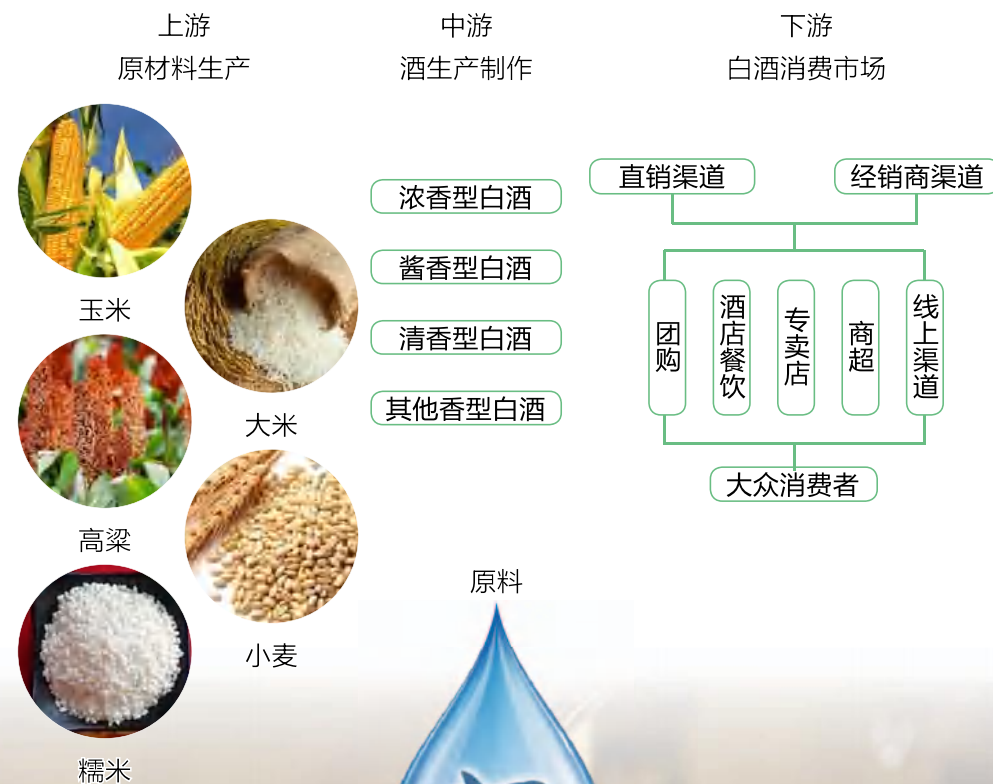 上游
原材料生产
中游
酒生产制作
下游
白酒消费市场
玉米
大米
高粱
小麦
糯米
浓香型白酒
酱香型白酒
清香型白酒
其他香型白酒
直销渠道
经销商渠道
团购
酒店餐饮
专卖店
商超
线上渠道
大众消费者
原料